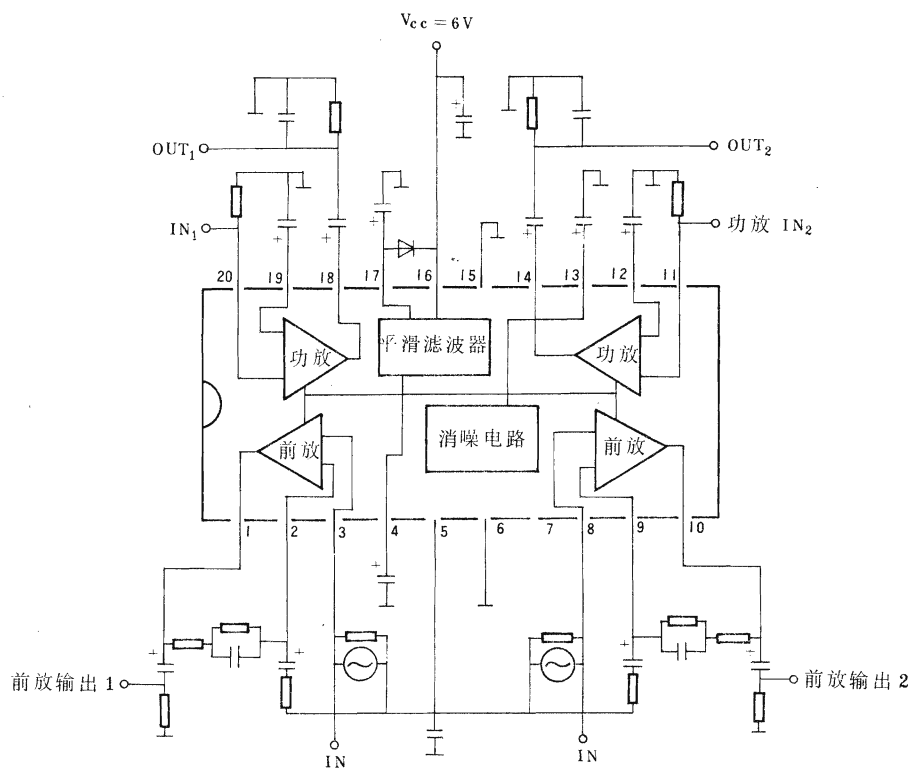 Vcc = 6V
OUT1
OUT2
IN1
功放 IN2
20 19 18 17 16 15 14 13 12 11
功放
平滑滤波器
功放
前放
消噪电路
前放
1 2 3 4 5 6 7 8 9 10
+
前放输出1
前放输出2
IN
IN